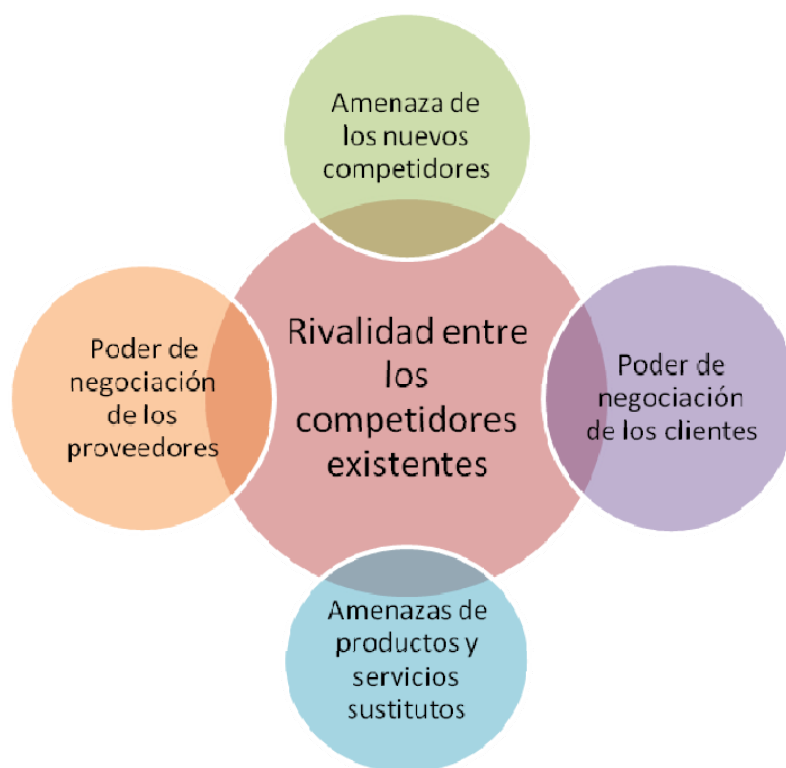 Amenaza de
los nuevos
competidores
Poder de
negociación
de los
proveedores
Rivalidad entre
los
competidores
existentes
Poder de
negociación
de los clientes
Amenazas de
productos y
servicios
sustitutos